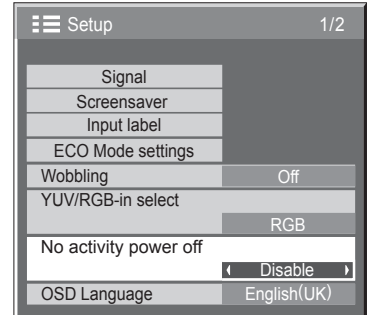 Setup 1/2
Signal
Screensaver
Input label
ECO Mode settings
Wobbling Off
YUV/RGB-in select
RGB
No activity power off
Disable
OSD Language English(UK)